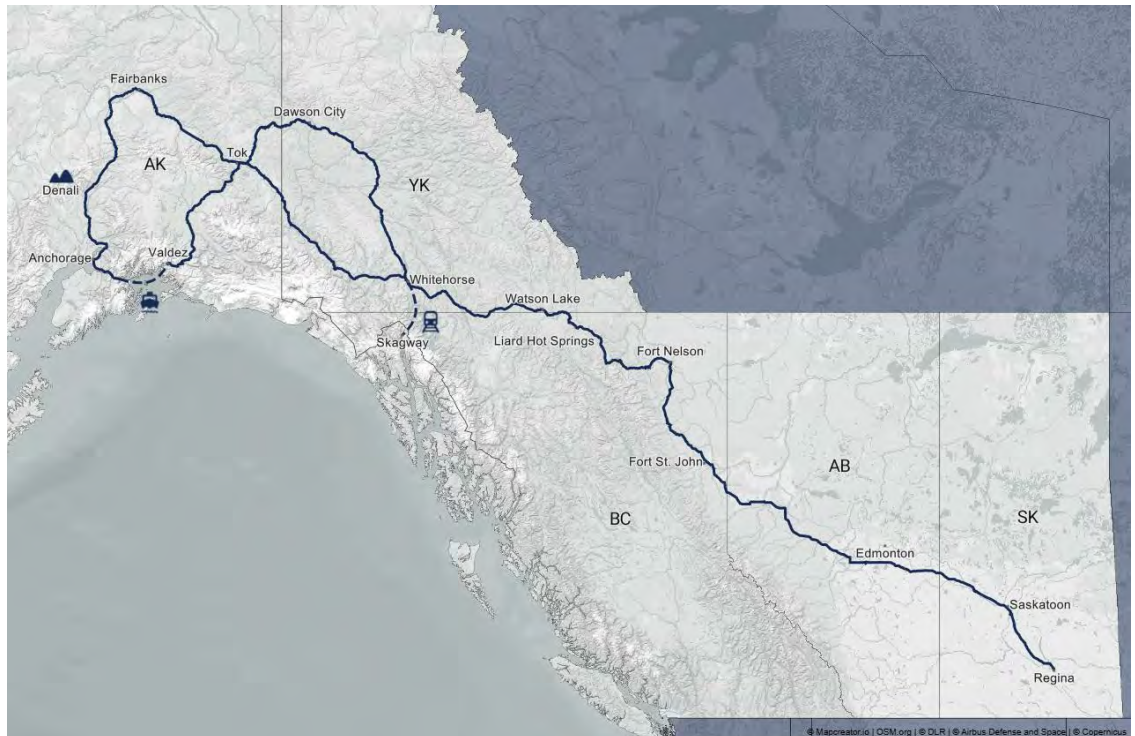 Fairbanks
Dawson City
Tok
AK
YK
Denali
Valdez
Anchorage
Whitehorse
Watson Lake
Skagway
Liard Hot Springs
Fort Nelson
Fort St. John
AB
BC
SK
Edmonton
Saskatoon
Regina
© Mapcreator.io | OSM.org | © DLR | © Airbus Defense and Space | © Copernicus